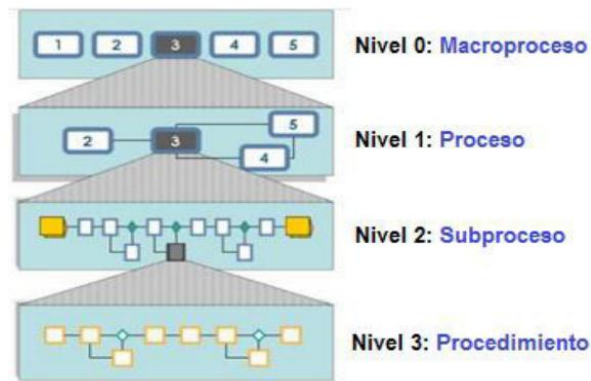 1 2 3 4 5 Nivel 0: Macroproceso
5
2 3 Nivel 1: Proceso
4
Nivel 2: Subproceso
Nivel 3: Procedimiento